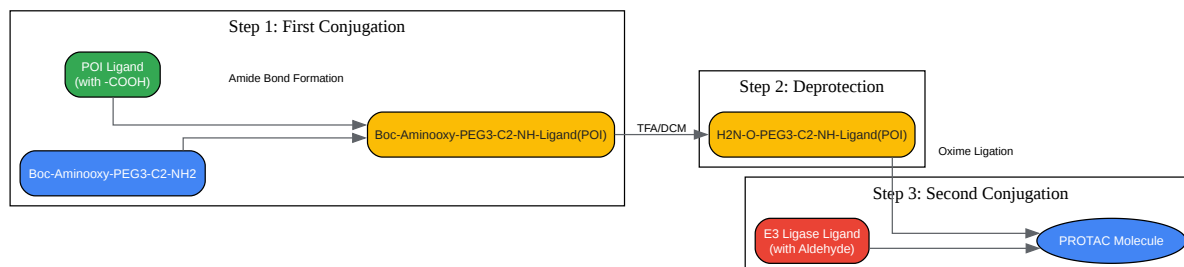 Step 1: First Conjugation
POI Ligand
(with -COOH)
Amide Bond Formation
Boc-Aminooxy-PEG3-C2-NH2
Boc-Aminooxy-PEG3-C2-NH-Ligand(POI)
TFA/DCM
Step 2: Deprotection
H2N-O-PEG3-C2-NH-Ligand(POI)
Oxime Ligation
Step 3: Second Conjugation
E3 Ligase Ligand
(with Aldehyde)
PROTAC Molecule